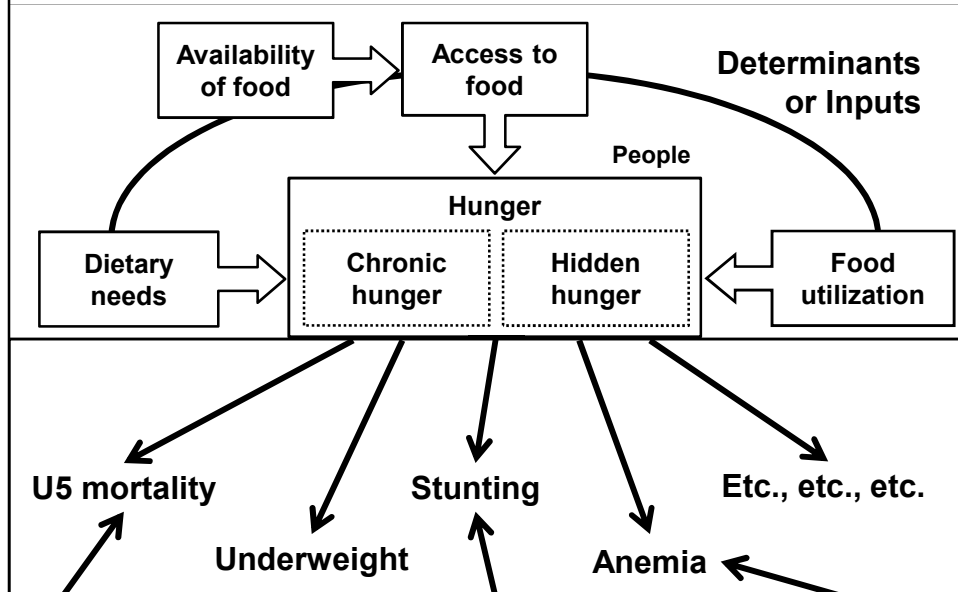 Availability
of food
Access to
food
Determinants
or Inputs
People
Hunger
Dietary
needs
Chronic
hunger
Hidden
hunger
Food
utilization
U5 mortality
Stunting
Etc., etc., etc.
Underweight
Anemia